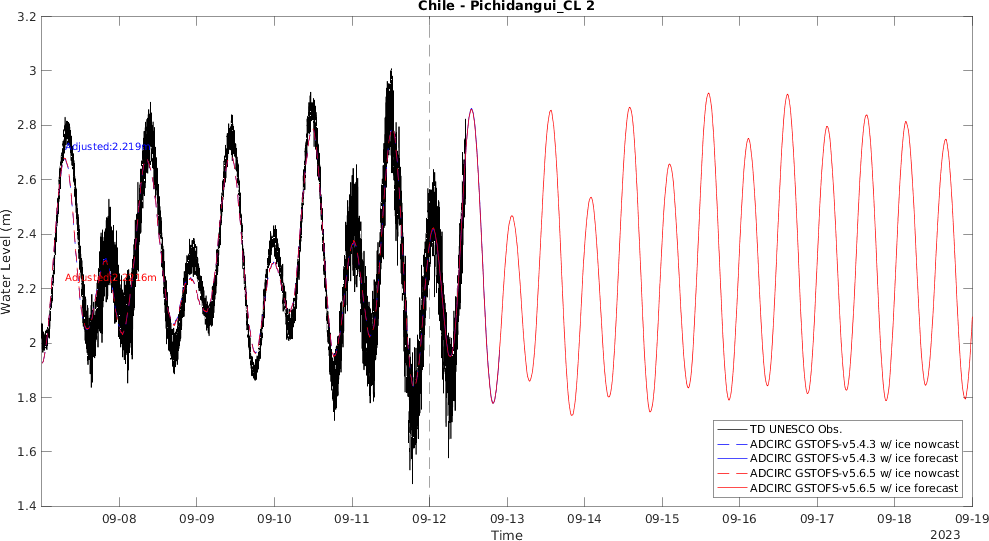 Chile - Pichidangui_CL 2
3.2
3
2.8
2.6
2.4
2.2
2
1.8
1.6
1.4
Water Level (m)
Adjusted:2.219m
TD UNESCO Obs.
ADCIRC GSTOFS-v5.4.3 w/ ice nowcast
ADCIRC GSTOFS-v5.4.3 w/ ice forecast
ADCIRC GSTOFS-v5.6.5 w/ ice nowcast
ADCIRC GSTOFS-v5.6.5 w/ ice forecast
09-08
09-09
09-10
09-11
09-12
09-13
09-14
09-15
09-16
09-17
09-18
09-19
Time
2023